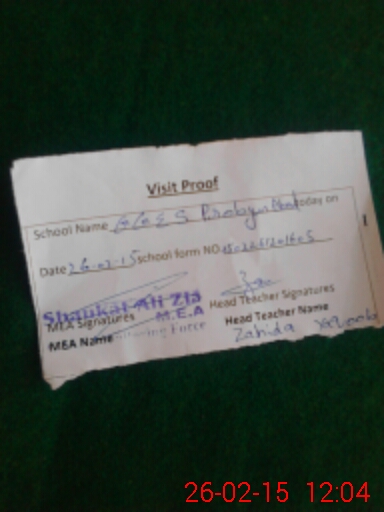 Visit Proof
School Name GGES today on
Date 26-02-15 school form NO
Shaukat Ali Zia
MEA Signatures M.E.A Head Teacher Signatures
MEA Name Force Head Teacher Name
Zahida
26-02-15 12:04